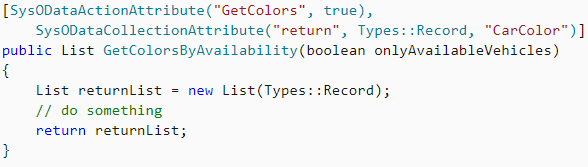 [SysODataActionAttribute("GetColors", true),
    SysODataCollectionAttribute("return", Types::Record, "CarColor")]
public List GetColorsByAvailability(boolean onlyAvailableVehicles)
{
    List returnList = new List(Types::Record);
    // do something
    return returnList;
}